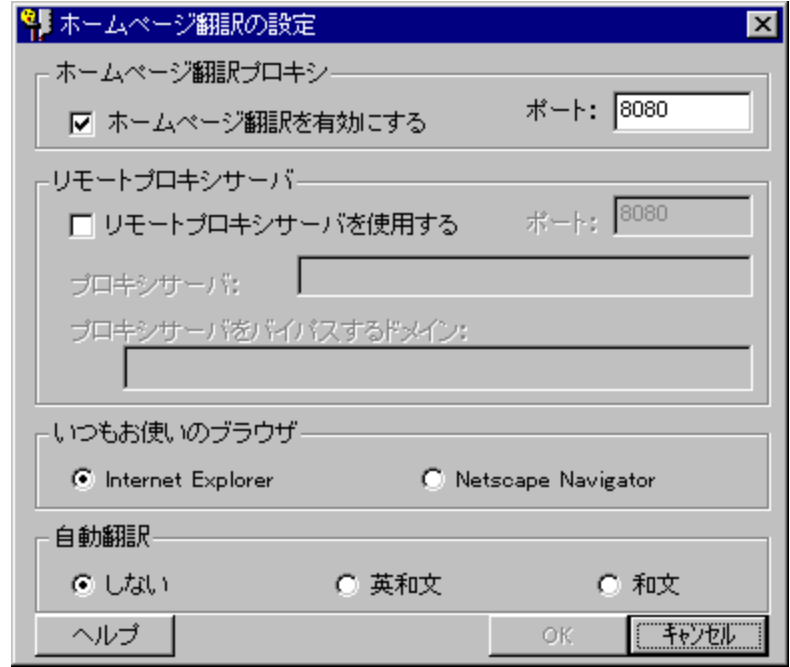 ホームページ翻訳の設定
ホームページ翻訳プロキシ
ホームページ翻訳を有効にする ポート: 8080
リモートプロキシサーバ
リモートプロキシサーバを使用する ポート: 8080
プロキシサーバ:
プロキシサーバをバイパスするドメイン:
いつもお使いのブラウザ
Internet Explorer Netscape Navigator
自動翻訳
しない 英和文 和文
ヘルプ OK キャンセル